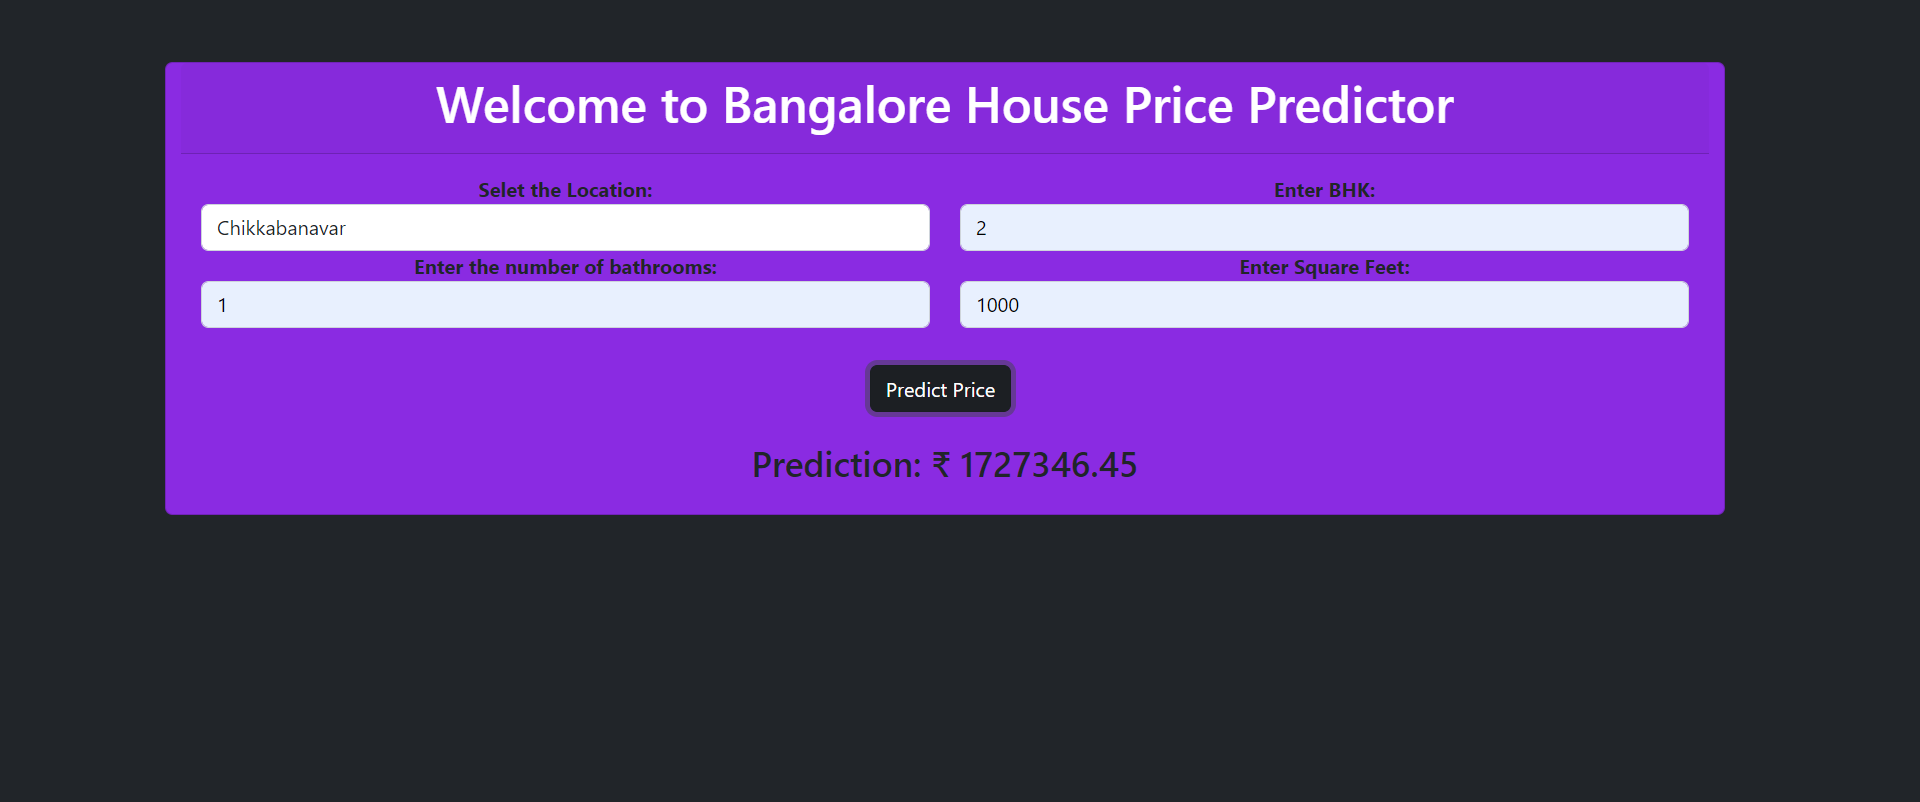 Welcome to Bangalore House Price Predictor
Selet the Location:
Enter BHK:
Chikkabanavar
2
Enter the number of bathrooms:
Enter Square Feet:
1
1000
Predict Price
Prediction: ₹ 1727346.45